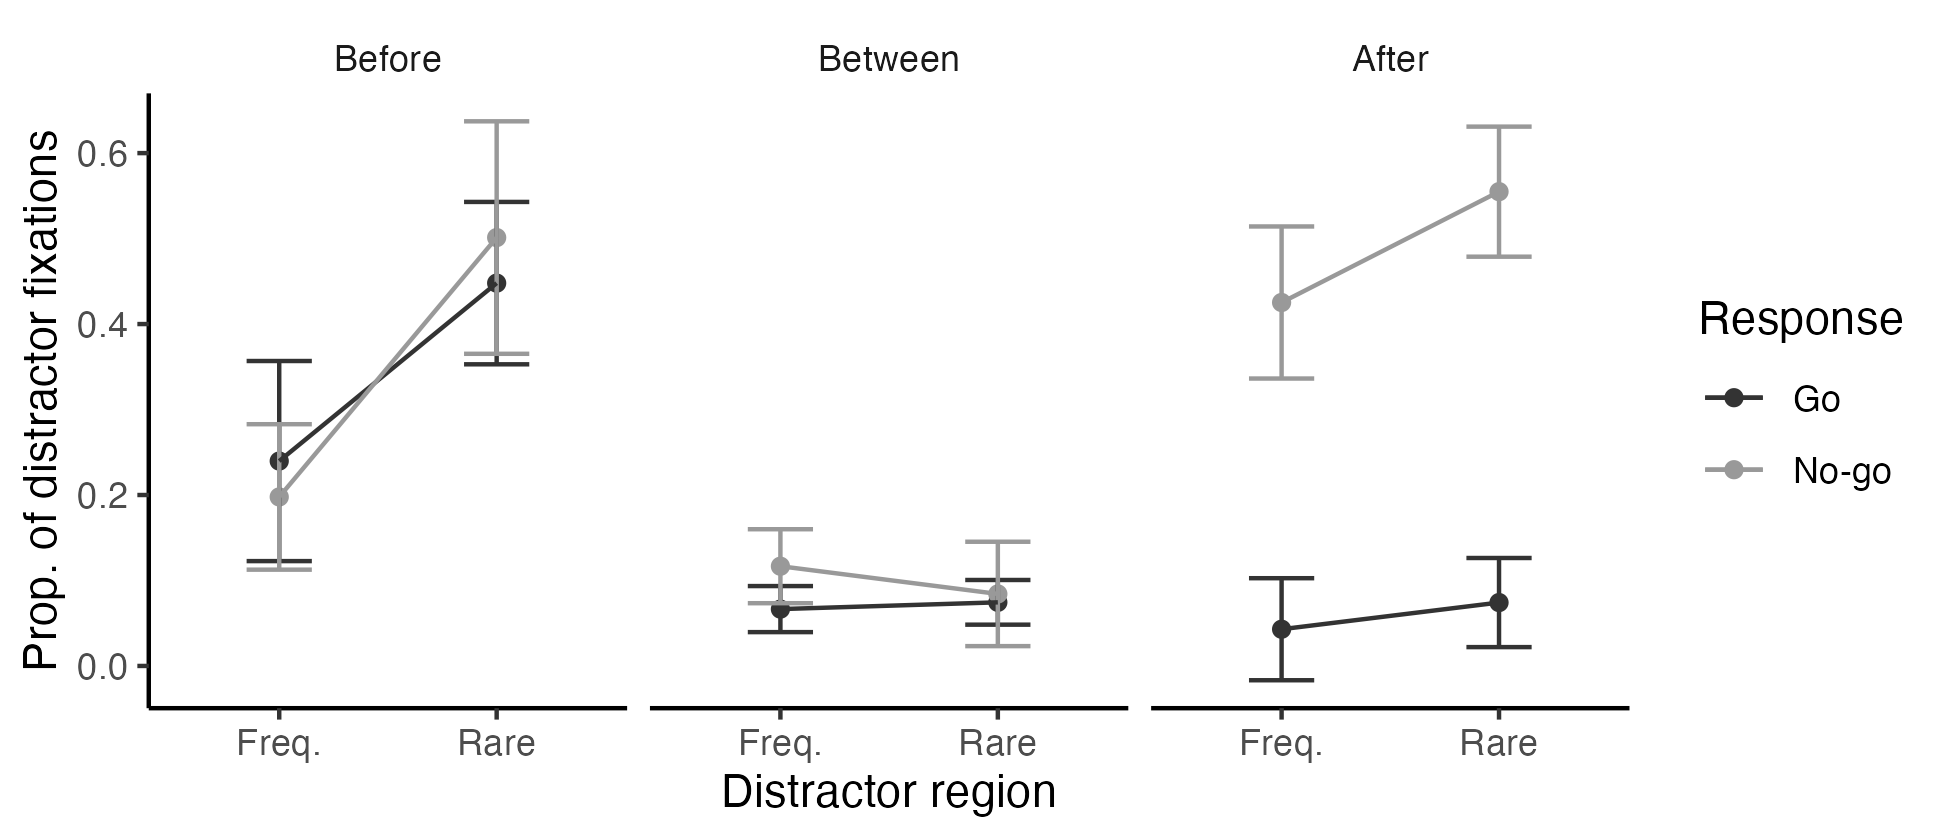 Before
Between
After
Prop. of distractor fixations
0.6
0.4
0.2
0.0
Freq.
Rare
Freq.
Rare
Freq.
Rare
Distractor region
Response
Go
No-go